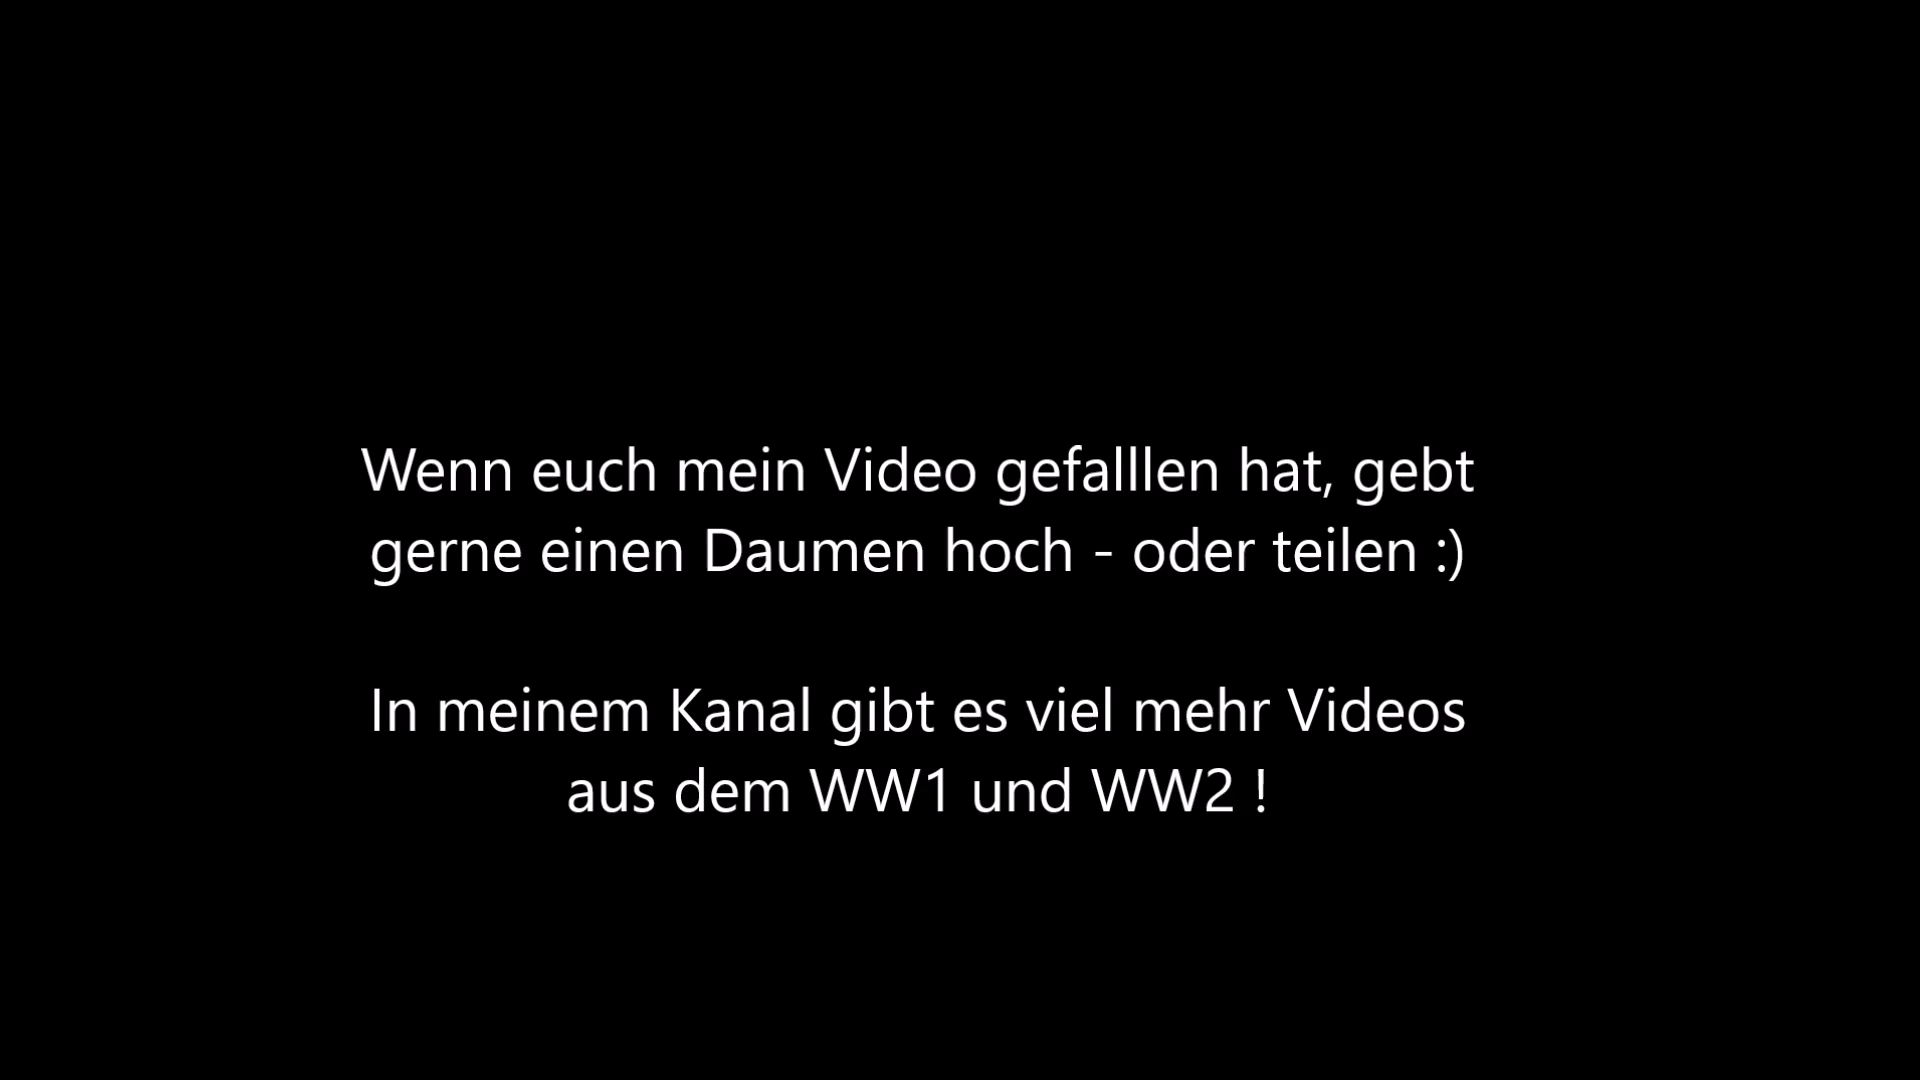 Wenn euch mein Video gefalllen hat, gebt
gerne einen Daumen hoch - oder teilen :)
In meinem Kanal gibt es viel mehr Videos
aus dem WW1 und WW2 !